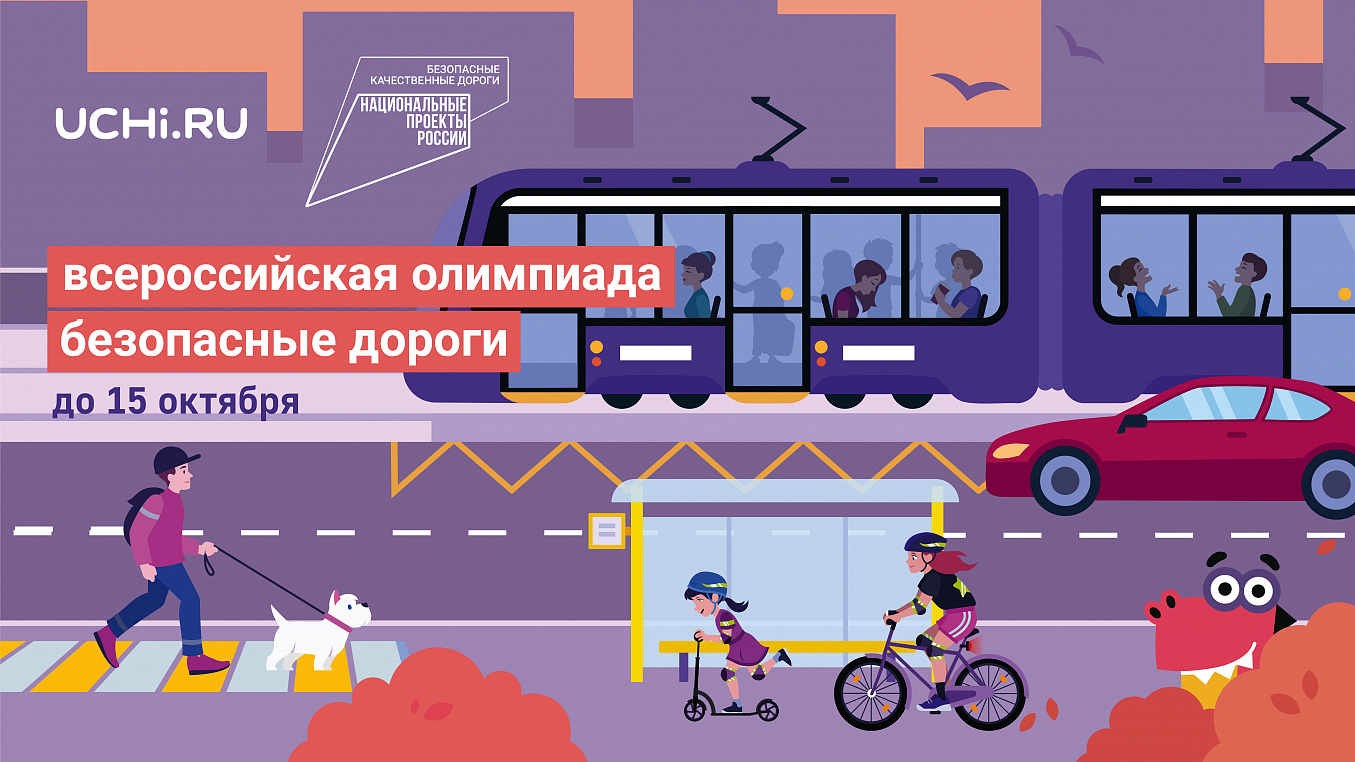 UCHi.RU
БЕЗОПАСНЫЕ
КАЧЕСТВЕННЫЕ ДОРОГИ
НАЦИОНАЛЬНЫЕ
ПРОЕКТЫ
РОССИИ
всероссийская олимпиада
безопасные дороги
до 15 октября